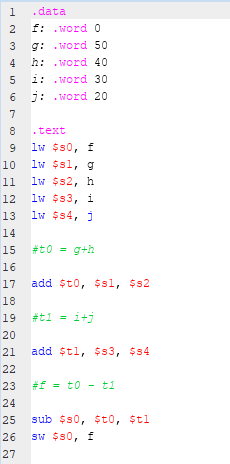 1 .data
2 f: .word 0
3 g: .word 50
4 h: .word 40
5 i: .word 30
6 j: .word 20
7
8 .text
9 lw $s0, f
10 lw $s1, g
11 lw $s2, h
12 lw $s3, i
13 lw $s4, j
14
15 #t0 = g+h
16
17 add $t0, $s1, $s2
18
19 #t1 = i+j
20
21 add $t1, $s3, $s4
22
23 #f = t0 - t1
24
25 sub $s0, $t0, $t1
26 sw $s0, f
27